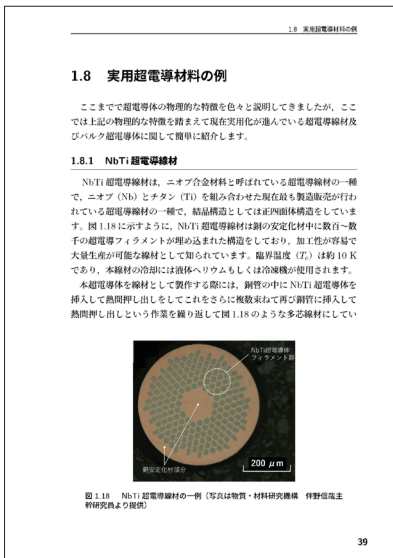 1.8 実用超電導材料の例
1.8 実用超電導材料の例
ここまでで超電導体の物理的な特徴を色々と説明してきましたが，ここ
では上記の物理的な特徴を踏まえて現在実用化が進んでいる超電導線材及
びバルク超電導体に関して簡単に紹介します。
1.8.1 NbTi 超電導線材
NbTi 超電導線材は，ニオブ合金材料と呼ばれている超電導線材の一種
で，ニオブ（Nb）とチタン（Ti）を組み合わせた現在最も製造販売が行わ
れている超電導線材の一種で，結晶構造としては正四面体構造をしていま
す。図 1.18 に示すように，NbTi 超電導線材は銅の安定化材中に数百〜数
千の超電導フィラメントが埋め込まれた構造をしており，加工性が容易で
大量生産が可能な線材として知られています。臨界温度（Tc）は約 10 K
であり，本線材の冷却には液体ヘリウムもしくは冷凍機が使用されます。
本超電導体を線材として製作する際には，銅管の中に NbTi 超電導体を
挿入して熱間押し出しをしてこれをさらに複数束ねて再び銅管に挿入して
熱間押し出しという作業を繰り返して図 1.18 のような多芯線材にしてい
NbTi超電導体
フィラメント群
銅安定化材部分
200 μm
図 1.18 NbTi 超電導線材の一例（写真は物質・材料研究機構 伴野信哉主
幹研究員より提供）
39